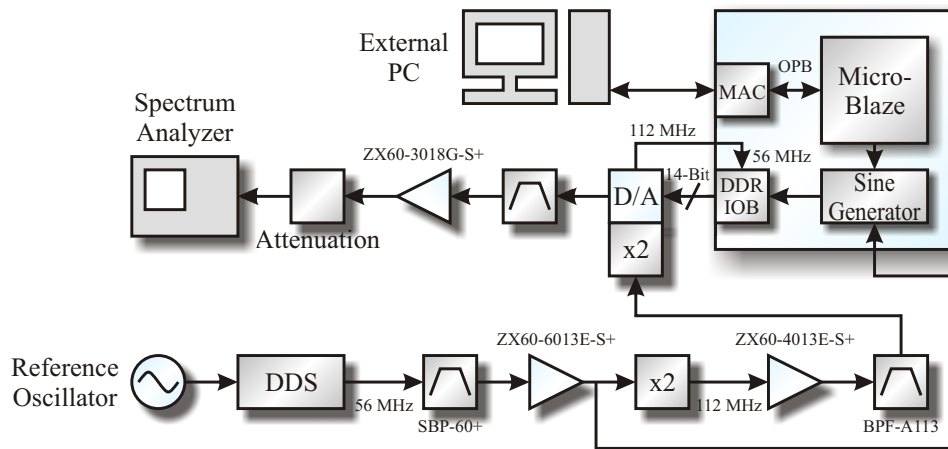 External
PC
MAC
OPB
Micro-
Blaze
Spectrum
Analyzer
112 MHz
56 MHz
ZX60-3018G-S+
14-Bit
D/A
DDR
IOB
Sine
Generator
Attenuation
x2
Reference
Oscillator
DDS
56 MHz
SBP-60+
ZX60-6013E-S+
x2
112 MHz
ZX60-4013E-S+
BPF-A113